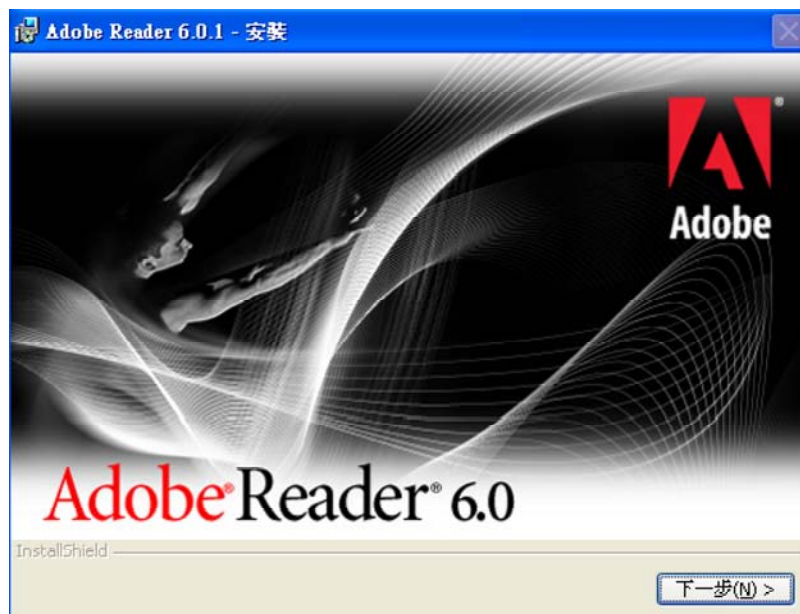 Adobe Reader 6.0.1 - 安裝
Adobe
Adobe® Reader® 6.0
InstallShield
下一步(N) >